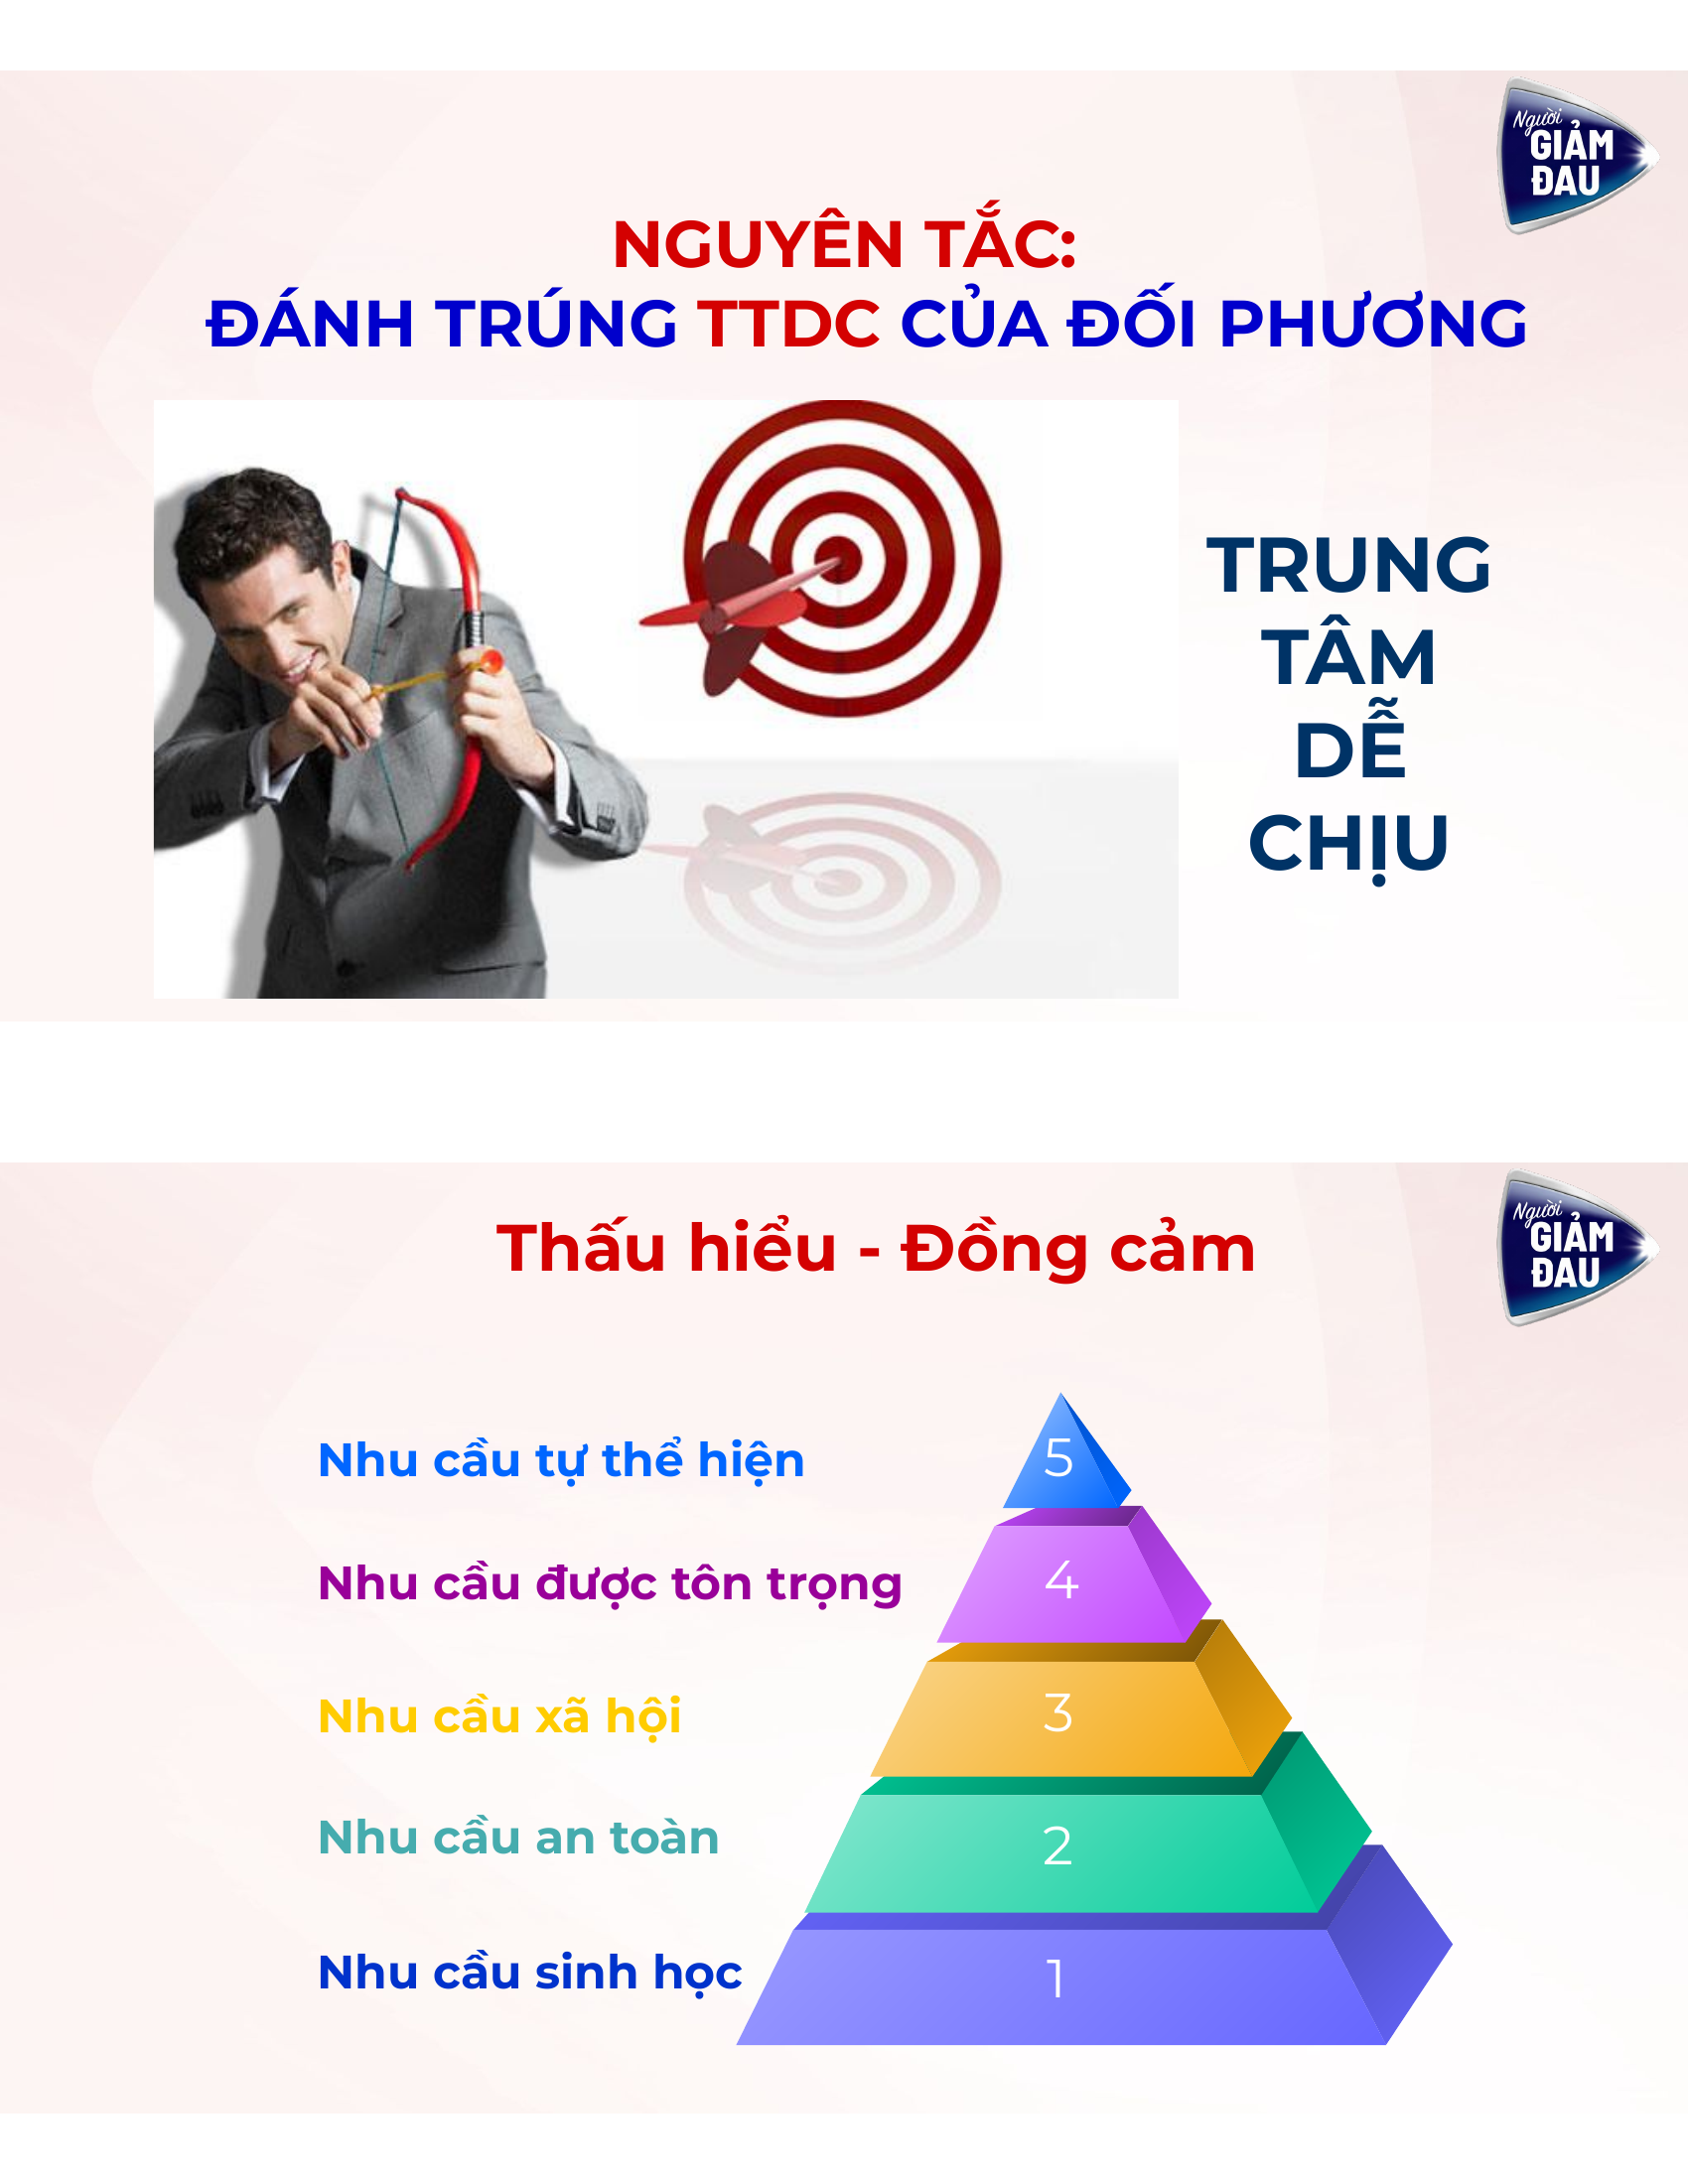 Người
GIẢM
ĐAU
NGUYÊN TẮC:
ĐÁNH TRÚNG TTDC CỦA ĐỐI PHƯƠNG
TRUNG
TÂM
DỄ
CHỊU
Người
GIẢM
ĐAU
Thấu hiểu - Đồng cảm
Nhu cầu tự thể hiện
5
Nhu cầu được tôn trọng
4
Nhu cầu xã hội
3
Nhu cầu an toàn
2
Nhu cầu sinh học
1